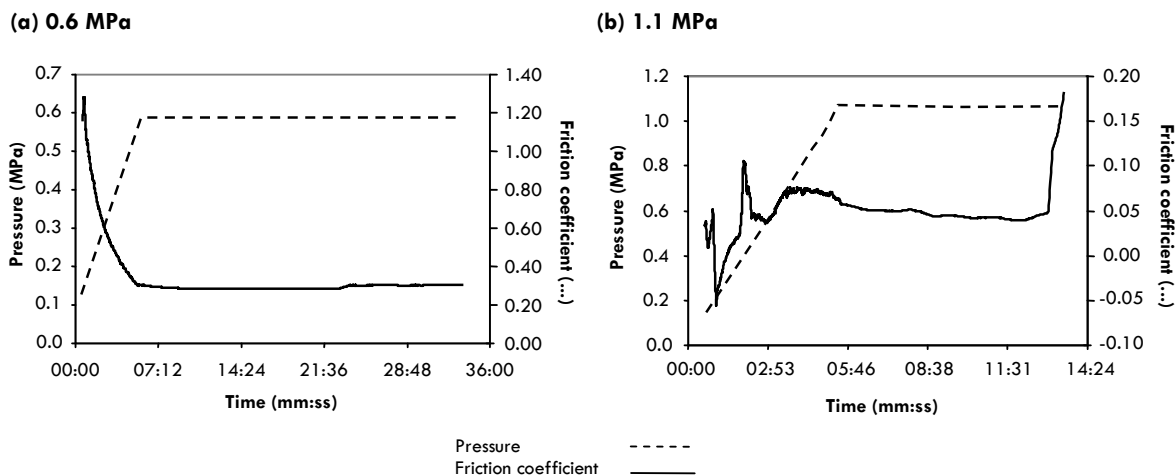 (a) 0.6 MPa
Pressure (MPa)
0.7
0.6
0.5
0.4
0.3
0.2
0.1
0.0
1.40
1.20
1.00
0.80
0.60
0.40
0.20
0.00
Friction coefficient (...)
00:00 07:12 14:24 21:36 28:48 36:00
Time (mm:ss)
(b) 1.1 MPa
Pressure (MPa)
1.2
1.0
0.8
0.6
0.4
0.2
0.0
0.20
0.15
0.10
0.05
0.00
-0.05
-0.10
Friction coefficient (...)
00:00 02:53 05:46 08:38 11:31 14:24
Time (mm:ss)
Pressure
Friction coefficient